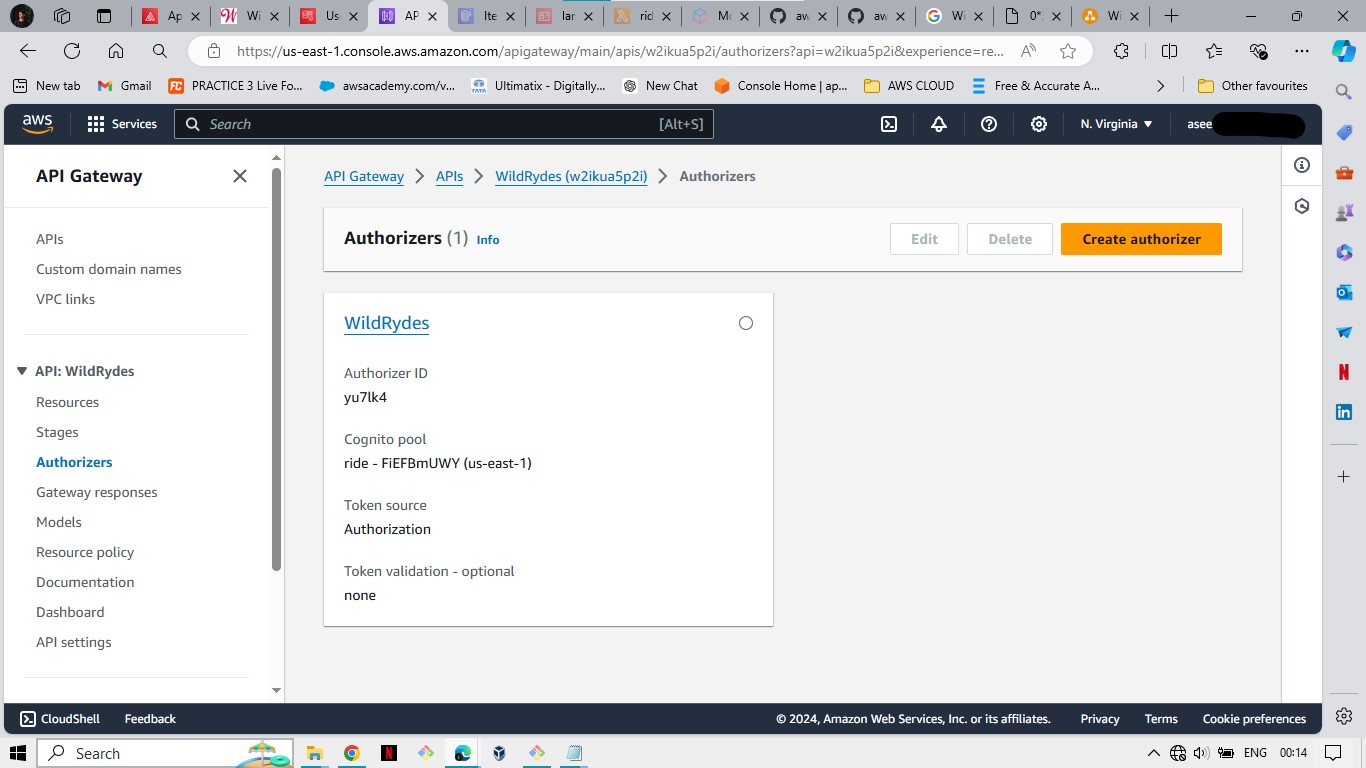 Ap
Wi
Us
AP
Ite
lar
rid
Mc
aw
aw
Wi
0*
Wi
https://us-east-1.console.aws.amazon.com/apigateway/main/apis/w2ikua5p2i/authorizers?api=w2ikua5p2i&experience=re...
New tab
Gmail
PRACTICE 3 Live Fo...
awsacademy.com/v...
Ultimatix - Digitally...
New Chat
Console Home | ap...
AWS CLOUD
Free & Accurate A...
Other favourites
aws
Services
Search
[Alt+S]
N. Virginia
asee
API Gateway
APIs
Custom domain names
VPC links
API: WildRydes
Resources
Stages
Authorizers
Gateway responses
Models
Resource policy
Documentation
Dashboard
API settings
API Gateway
APIs
WildRydes (w2ikua5p2i)
Authorizers
Authorizers (1) Info
Edit
Delete
Create authorizer
WildRydes
Authorizer ID
yu7lk4
Cognito pool
ride - FiEFBmUWY (us-east-1)
Token source
Authorization
Token validation - optional
none
CloudShell
Feedback
© 2024, Amazon Web Services, Inc. or its affiliates.
Privacy
Terms
Cookie preferences
Search
ENG
00:14